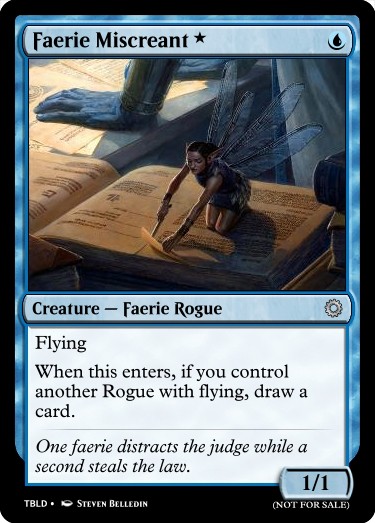 Faerie Miscreant ★
Creature — Faerie Rogue
Flying
When this enters, if you control
another Rogue with flying, draw a
card.
One faerie distracts the judge while a
second steals the law.
1/1
TBLD • Steven Belledin
(NOT FOR SALE)